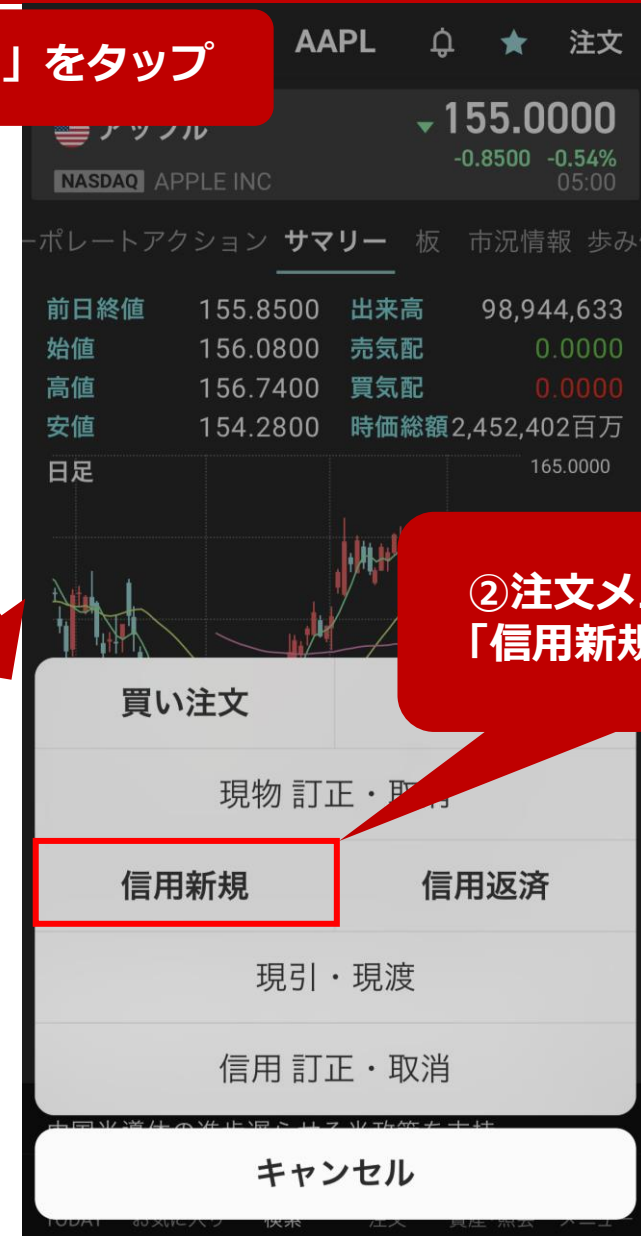 」をタップ
AAPL 注文
アップル
155.0000
-0.8500 -0.54%
NASDAQ APPLE INC
05:00
ーポレートアクション サマリー 板 市況情報 歩み
前日終値 155.8500 出来高 98,944,633
始値 156.0800 売気配 0.0000
高値 156.7400 買気配 0.0000
安値 154.2800 時価総額 2,452,402百万
日足
165.0000
②注文メ
「信用新規
買い注文
現物 訂正・取消
信用新規 信用返済
現引・現渡
信用 訂正・取消
キャンセル